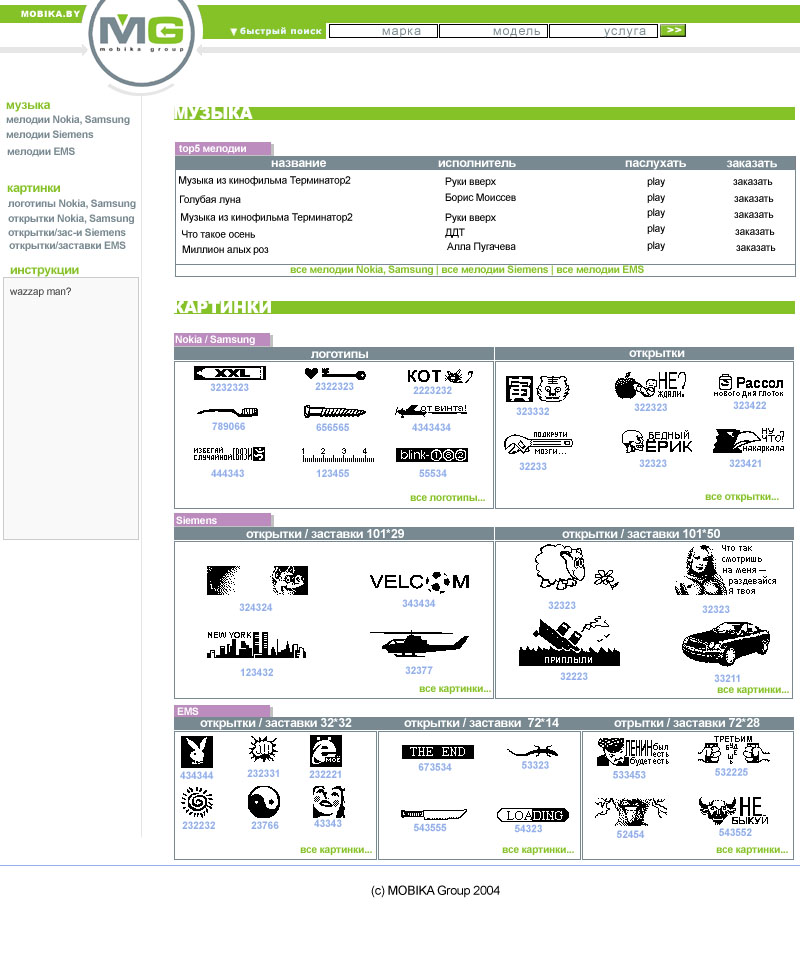 MOBIKA.BY
MG
mobika group
быстрый поиск марка модель услуга >>
музыка
мелодии Nokia, Samsung
мелодии Siemens
мелодии EMS
картинки
логотипы Nokia, Samsung
открытки Nokia, Samsung
открытки/зас-и Siemens
открытки/заставки EMS
инструкции
wazzap man?
МУЗЫКА
top5 мелодии
название исполнитель паслухать заказать
Музыка из кинофильма Терминатор2 Руки вверх play заказать
Голубая луна Борис Моиссев play заказать
Музыка из кинофильма Терминатор2 Руки вверх play заказать
Что такое осень ДДТ play заказать
Миллион алых роз Алла Пугачева play заказать
все мелодии Nokia, Samsung | все мелодии Siemens | все мелодии EMS
КАРТИНКИ
Nokia / Samsung
логотипы
XXL КОТ
3232323 2322323 2223232
ОТ ВИНТА!
789066 656565 4343434
ИЗБЕГАЙ
СЛУЧАЙНОЙ СВЯЗИ
1 2 3 4
blink-182
444343 123455 55534
все логотипы...
открытки
寅 НЕ?
ЖДАЛИ.
Рассол
НОВОГО ДНЯ ГЛОТОК
323332 322323 323422
ПОДКРУТИ
МОЗГИ...
БЕДНЫЙ
ЁРИК
НУ
ЧТО!
накаркала
32233 32323 323421
все открытки...
Siemens
открытки / заставки 101*29
VELCOM
324324 343434
NEW YORK
123432 32377
все картинки...
открытки / заставки 101*50
Что так
смотришь
на меня —
раздевайся
Я твоя
32323 32323
ПРИПЛЫЛИ
32223 33211
все картинки...
EMS
открытки / заставки 32*32
e
МОЁ
434344 232331 232221
232232 23766 43343
все картинки...
открытки / заставки 72*14
THE END
673534 53323
LOADING
543555 54323
все картинки...
отрытки / заставки 72*28
ЛЕНИН был
есть
будет есть
ТРЕТЬИМ
БУДЕШЬ
533453 532225
НЕ
БЫКУЙ
52454 543552
все картинки...
(c) MOBIKA Group 2004